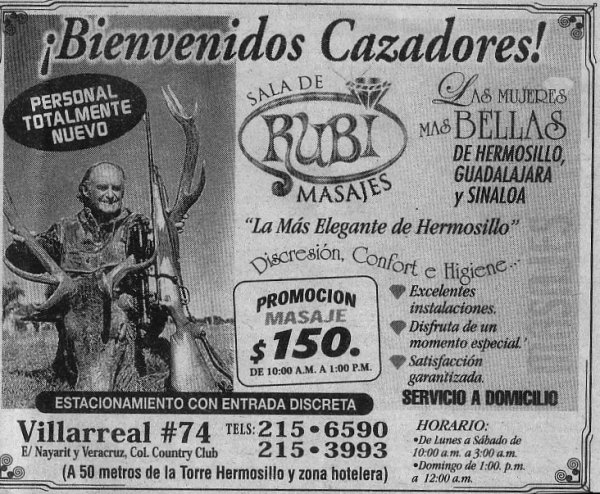 ¡Bienvenidos Cazadores!
PERSONAL
TOTALMENTE
NUEVO
SALA DE
RUBI
MASAJES
LAS MUJERES
MAS BELLAS
DE HERMOSILLO,
GUADALAJARA
y SINALOA
"La Más Elegante de Hermosillo"
Discresión, Confort e Higiene...
PROMOCION
MASAJE
$150.
DE 10:00 A.M. A 1:00 P.M.
Excelentes
instalaciones.
Disfruta de un
momento especial.
Satisfacción
garantizada.
SERVICIO A DOMICILIO
ESTACIONAMIENTO CON ENTRADA DISCRETA
Villarreal #74
E/ Nayarit y Veracruz, Col. Country Club
TELS: 215•6590
215•3993
(A 50 metros de la Torre Hermosillo y zona hotelera)
HORARIO:
•De Lunes a Sábado de
10:00 a.m. a 3:00 am.
•Domingo de 1:00. p. m.
a 12:00 am.